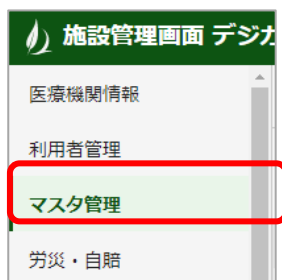 施設管理画面 デジカ
医療機関情報
利用者管理
マスタ管理
労災・自賠